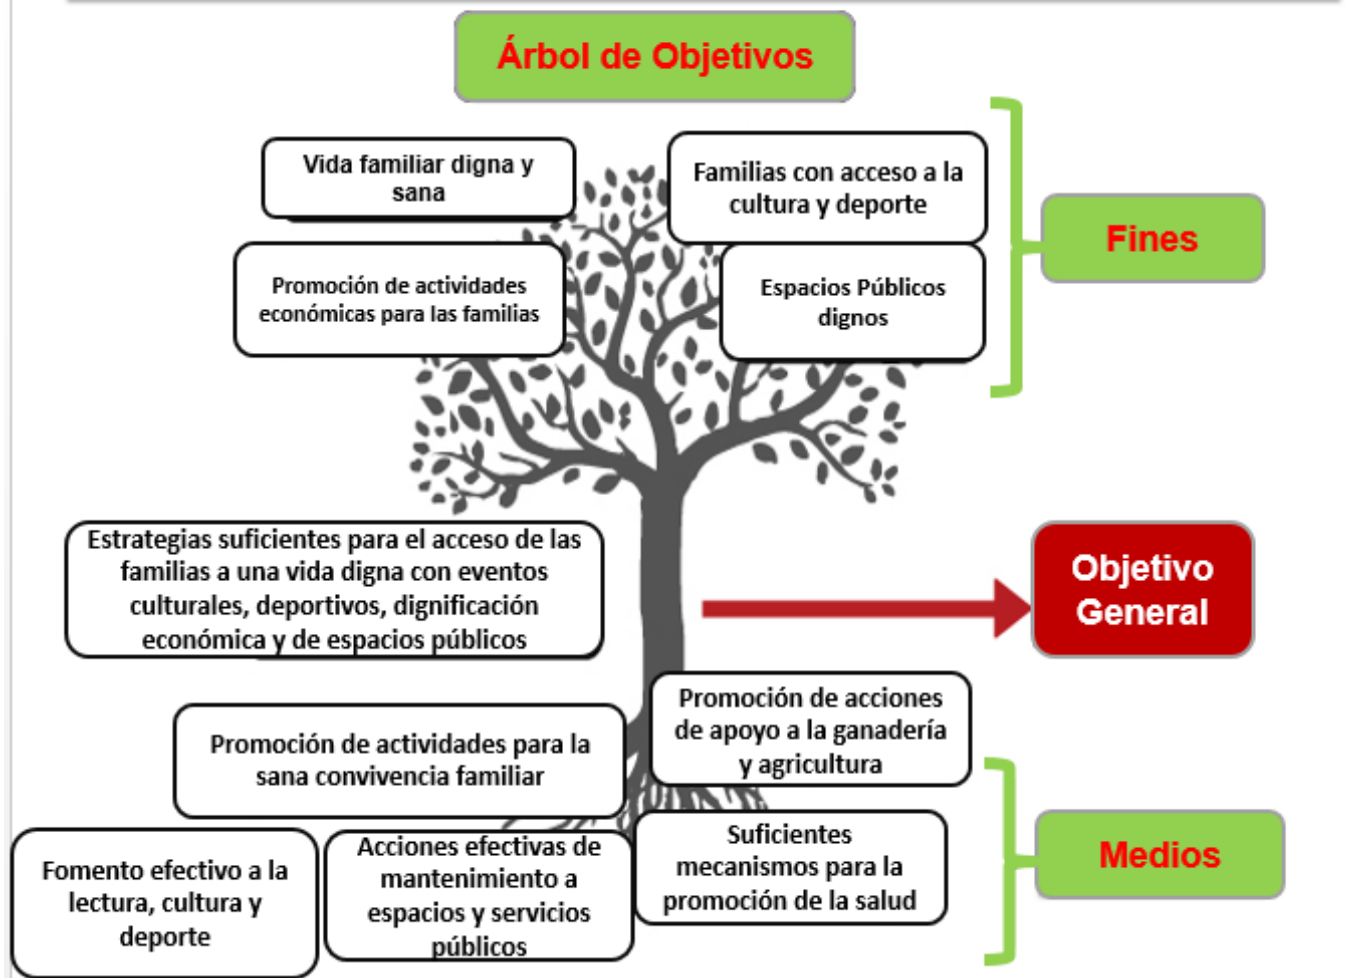 Árbol de Objetivos
Vida familiar digna y
sana
Familias con acceso a la
cultura y deporte
Fines
Promoción de actividades
económicas para las familias
Espacios Públicos
dignos
Estrategias suficientes para el acceso de las
familias a una vida digna con eventos
culturales, deportivos, dignificación
económica y de espacios públicos
Objetivo
General
Promoción de acciones
de apoyo a la ganadería
y agricultura
Promoción de actividades para la
sana convivencia familiar
Fomento efectivo a la
lectura, cultura y
deporte
Acciones efectivas de
mantenimiento a
espacios y servicios
públicos
Suficientes
mecanismos para la
promoción de la salud
Medios